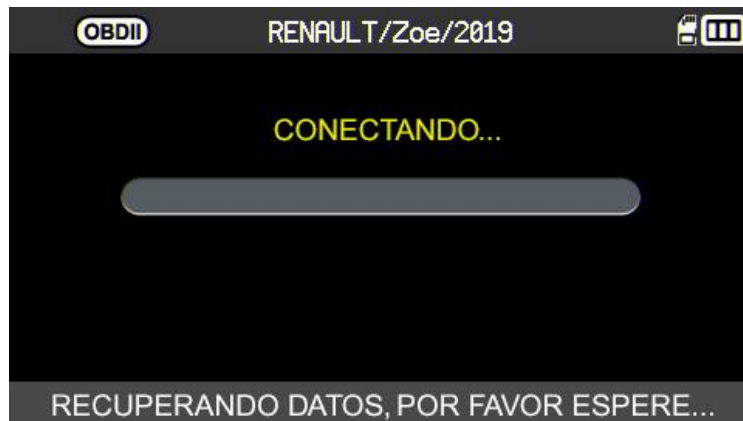 OBDII RENAULT/Zoe/2019
CONECTANDO...
RECUPERANDO DATOS, POR FAVOR ESPERE...